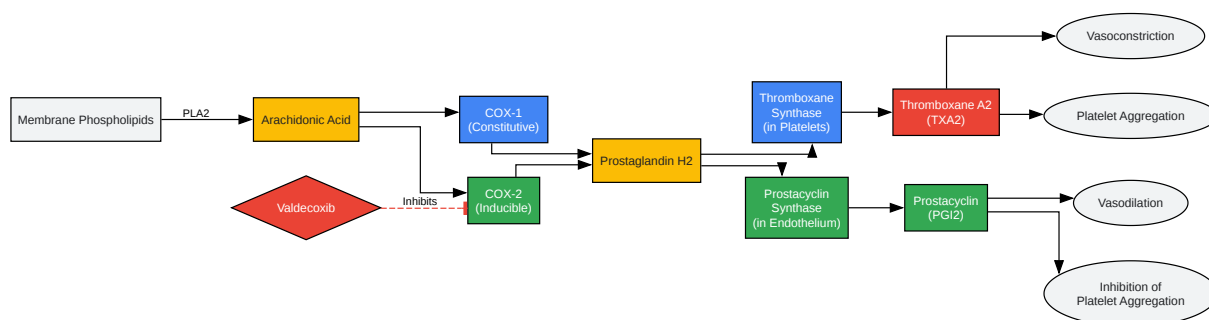 Membrane Phospholipids
PLA2
Arachidonic Acid
COX-1
(Constitutive)
COX-2
(Inducible)
Valdecoxib
Inhibits
Prostaglandin H2
Thromboxane
Synthase
(in Platelets)
Prostacyclin
Synthase
(in Endothelium)
Thromboxane A2
(TXA2)
Prostacyclin
(PGI2)
Vasoconstriction
Platelet Aggregation
Vasodilation
Inhibition of
Platelet Aggregation